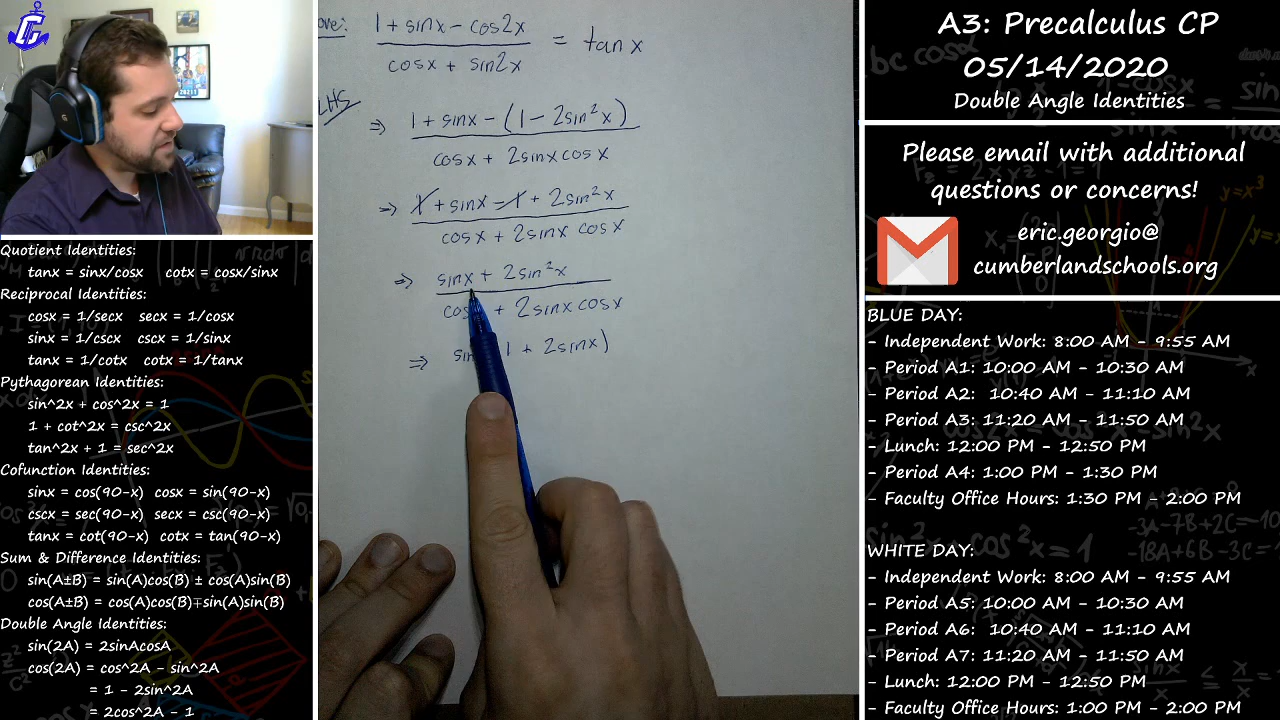 C
Quotient Identities:
tanx = sinx/cosx cotx = cosx/sinx
Reciprocal Identities:
cosx = 1/secx secx = 1/cosx
sinx = 1/cscx cscx = 1/sinx
tanx = 1/cotx cotx = 1/tanx
Pythagorean Identities:
sin^2x + cos^2x = 1
1 + cot^2x = csc^2x
tan^2x + 1 = sec^2x
Cofunction Identities:
sinx = cos(90-x) cosx = sin(90-x)
cscx = sec(90-x) secx = csc(90-x)
tanx = cot(90-x) cotx = tan(90-x)
Sum & Difference Identities:
sin(A±B) = sin(A)cos(B) ± cos(A)sin(B)
cos(A±B) = cos(A)cos(B)∓sin(A)sin(B)
Double Angle Identities:
sin(2A) = 2sinAcosA
cos(2A) = cos^2A - sin^2A
= 1 - 2sin^2A
= 2cos^2A - 1
1 + sinx - cos2x
= tan x
cosx + sin2x
LHS
⇒ 1 + sinx - (1 - 2sin²x)
cosx + 2sinx cosx
⇒ 1 + sinx - 1 + 2sin²x
cosx + 2sinx cosx
⇒ sinx + 2sin²x
cos + 2sinx cosx
⇒ sin 1 + 2sinx)
A3: Precalculus CP
05/14/2020
Double Angle Identities
Please email with additional
questions or concerns!
eric.georgio@
cumberlandschools.org
BLUE DAY:
- Independent Work: 8:00 AM - 9:55 AM
- Period A1: 10:00 AM - 10:30 AM
- Period A2: 10:40 AM - 11:10 AM
- Period A3: 11:20 AM - 11:50 AM
- Lunch: 12:00 PM - 12:50 PM
- Period A4: 1:00 PM - 1:30 PM
- Faculty Office Hours: 1:30 PM - 2:00 PM
WHITE DAY:
- Independent Work: 8:00 AM - 9:55 AM
- Period A5: 10:00 AM - 10:30 AM
- Period A6: 10:40 AM - 11:10 AM
- Period A7: 11:20 AM - 11:50 AM
- Lunch: 12:00 PM - 12:50 PM
- Faculty Office Hours: 1:00 PM - 2:00 PM